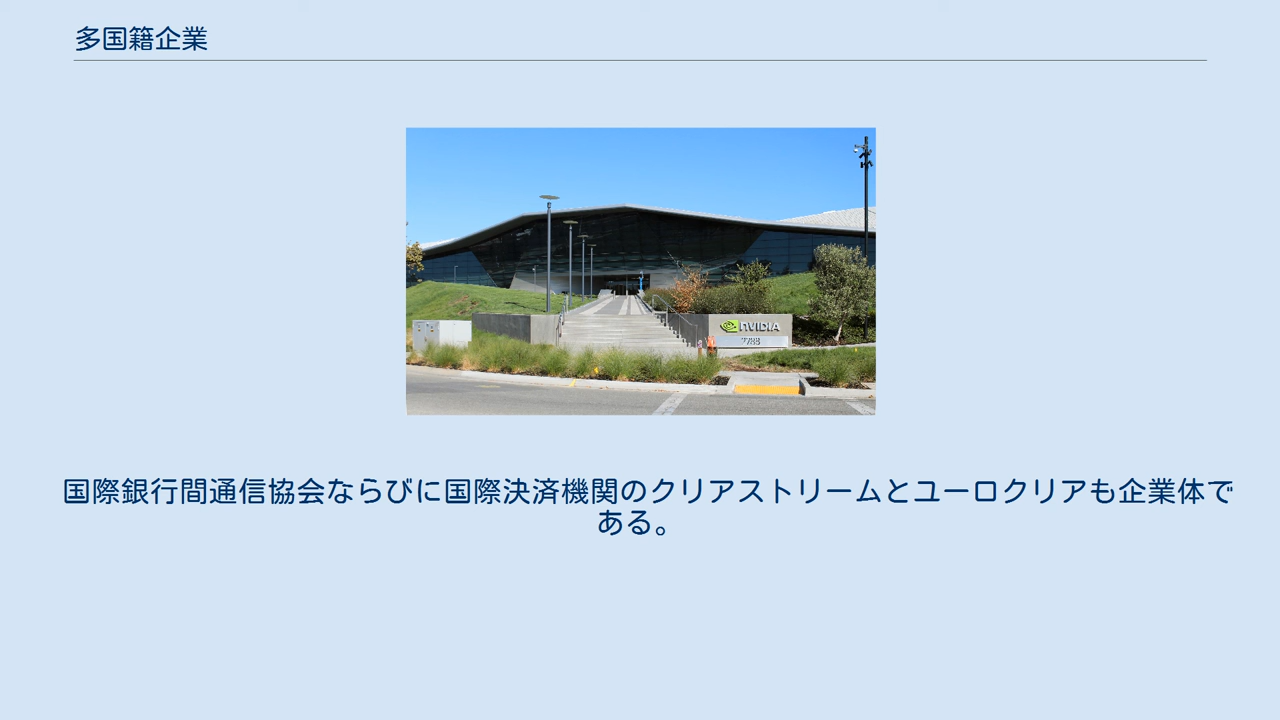 多国籍企業
NVIDIA
2788
国際銀行間通信協会ならびに国際決済機関のクリアストリームとユーロクリアも企業体で
ある。